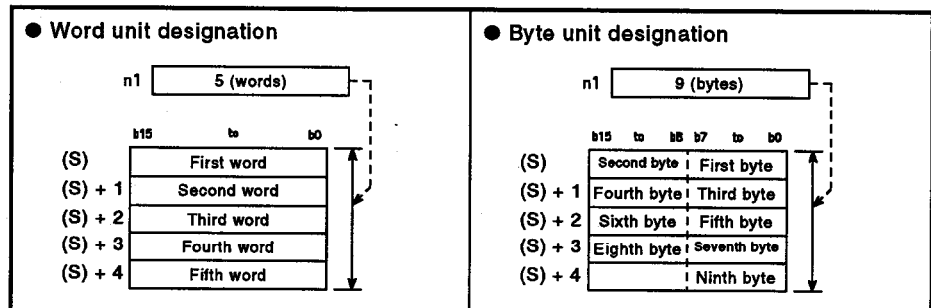 ● Word unit designation
n1 5 (words)
b15 to b0
(S) First word
(S) + 1 Second word
(S) + 2 Third word
(S) + 3 Fourth word
(S) + 4 Fifth word
● Byte unit designation
n1 9 (bytes)
b15 to b8 b7 to b0
(S) Second byte First byte
(S) + 1 Fourth byte Third byte
(S) + 2 Sixth byte Fifth byte
(S) + 3 Eighth byte Seventh byte
(S) + 4 Ninth byte